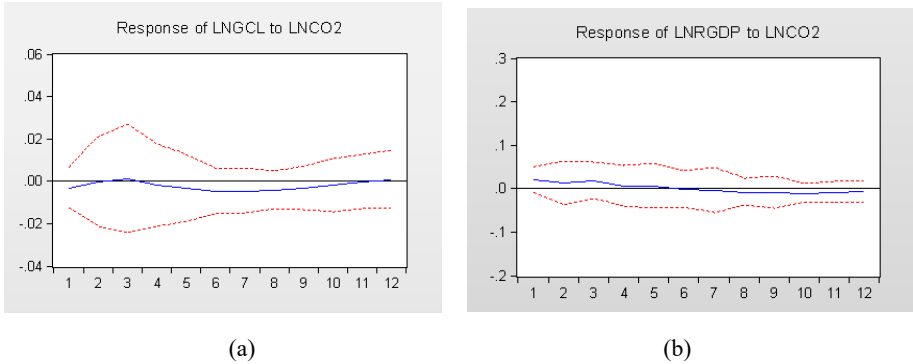 Response of LNGCL to LNCO2
.06
.04
.02
.00
-.02
-.04
1 2 3 4 5 6 7 8 9 10 11 12
(a)
Response of LNRGDP to LNCO2
.3
.2
.1
.0
-.1
-.2
1 2 3 4 5 6 7 8 9 10 11 12
(b)